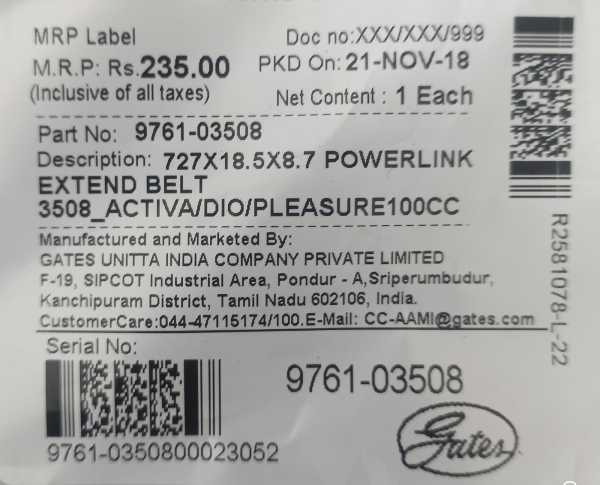 MRP Label
Doc no:XXX/XXX/999
M.R.P: Rs.235.00
PKD On: 21-NOV-18
(Inclusive of all taxes)
Net Content : 1 Each
Part No: 9761-03508
Description: 727X18.5X8.7 POWERLINK
EXTEND BELT
3508_ACTIVA/DIO/PLEASURE100CC
Manufactured and Marketed By:
GATES UNITTA INDIA COMPANY PRIVATE LIMITED
F-19, SIPCOT Industrial Area, Pondur - A,Sriperumbudur,
Kanchipuram District, Tamil Nadu 602106, India.
CustomerCare:044-47115174/100.E-Mail: CC-AAMI@gates.com
R2581078-L-22
Serial No:
9761-03508
9761-0350800023052
Gates